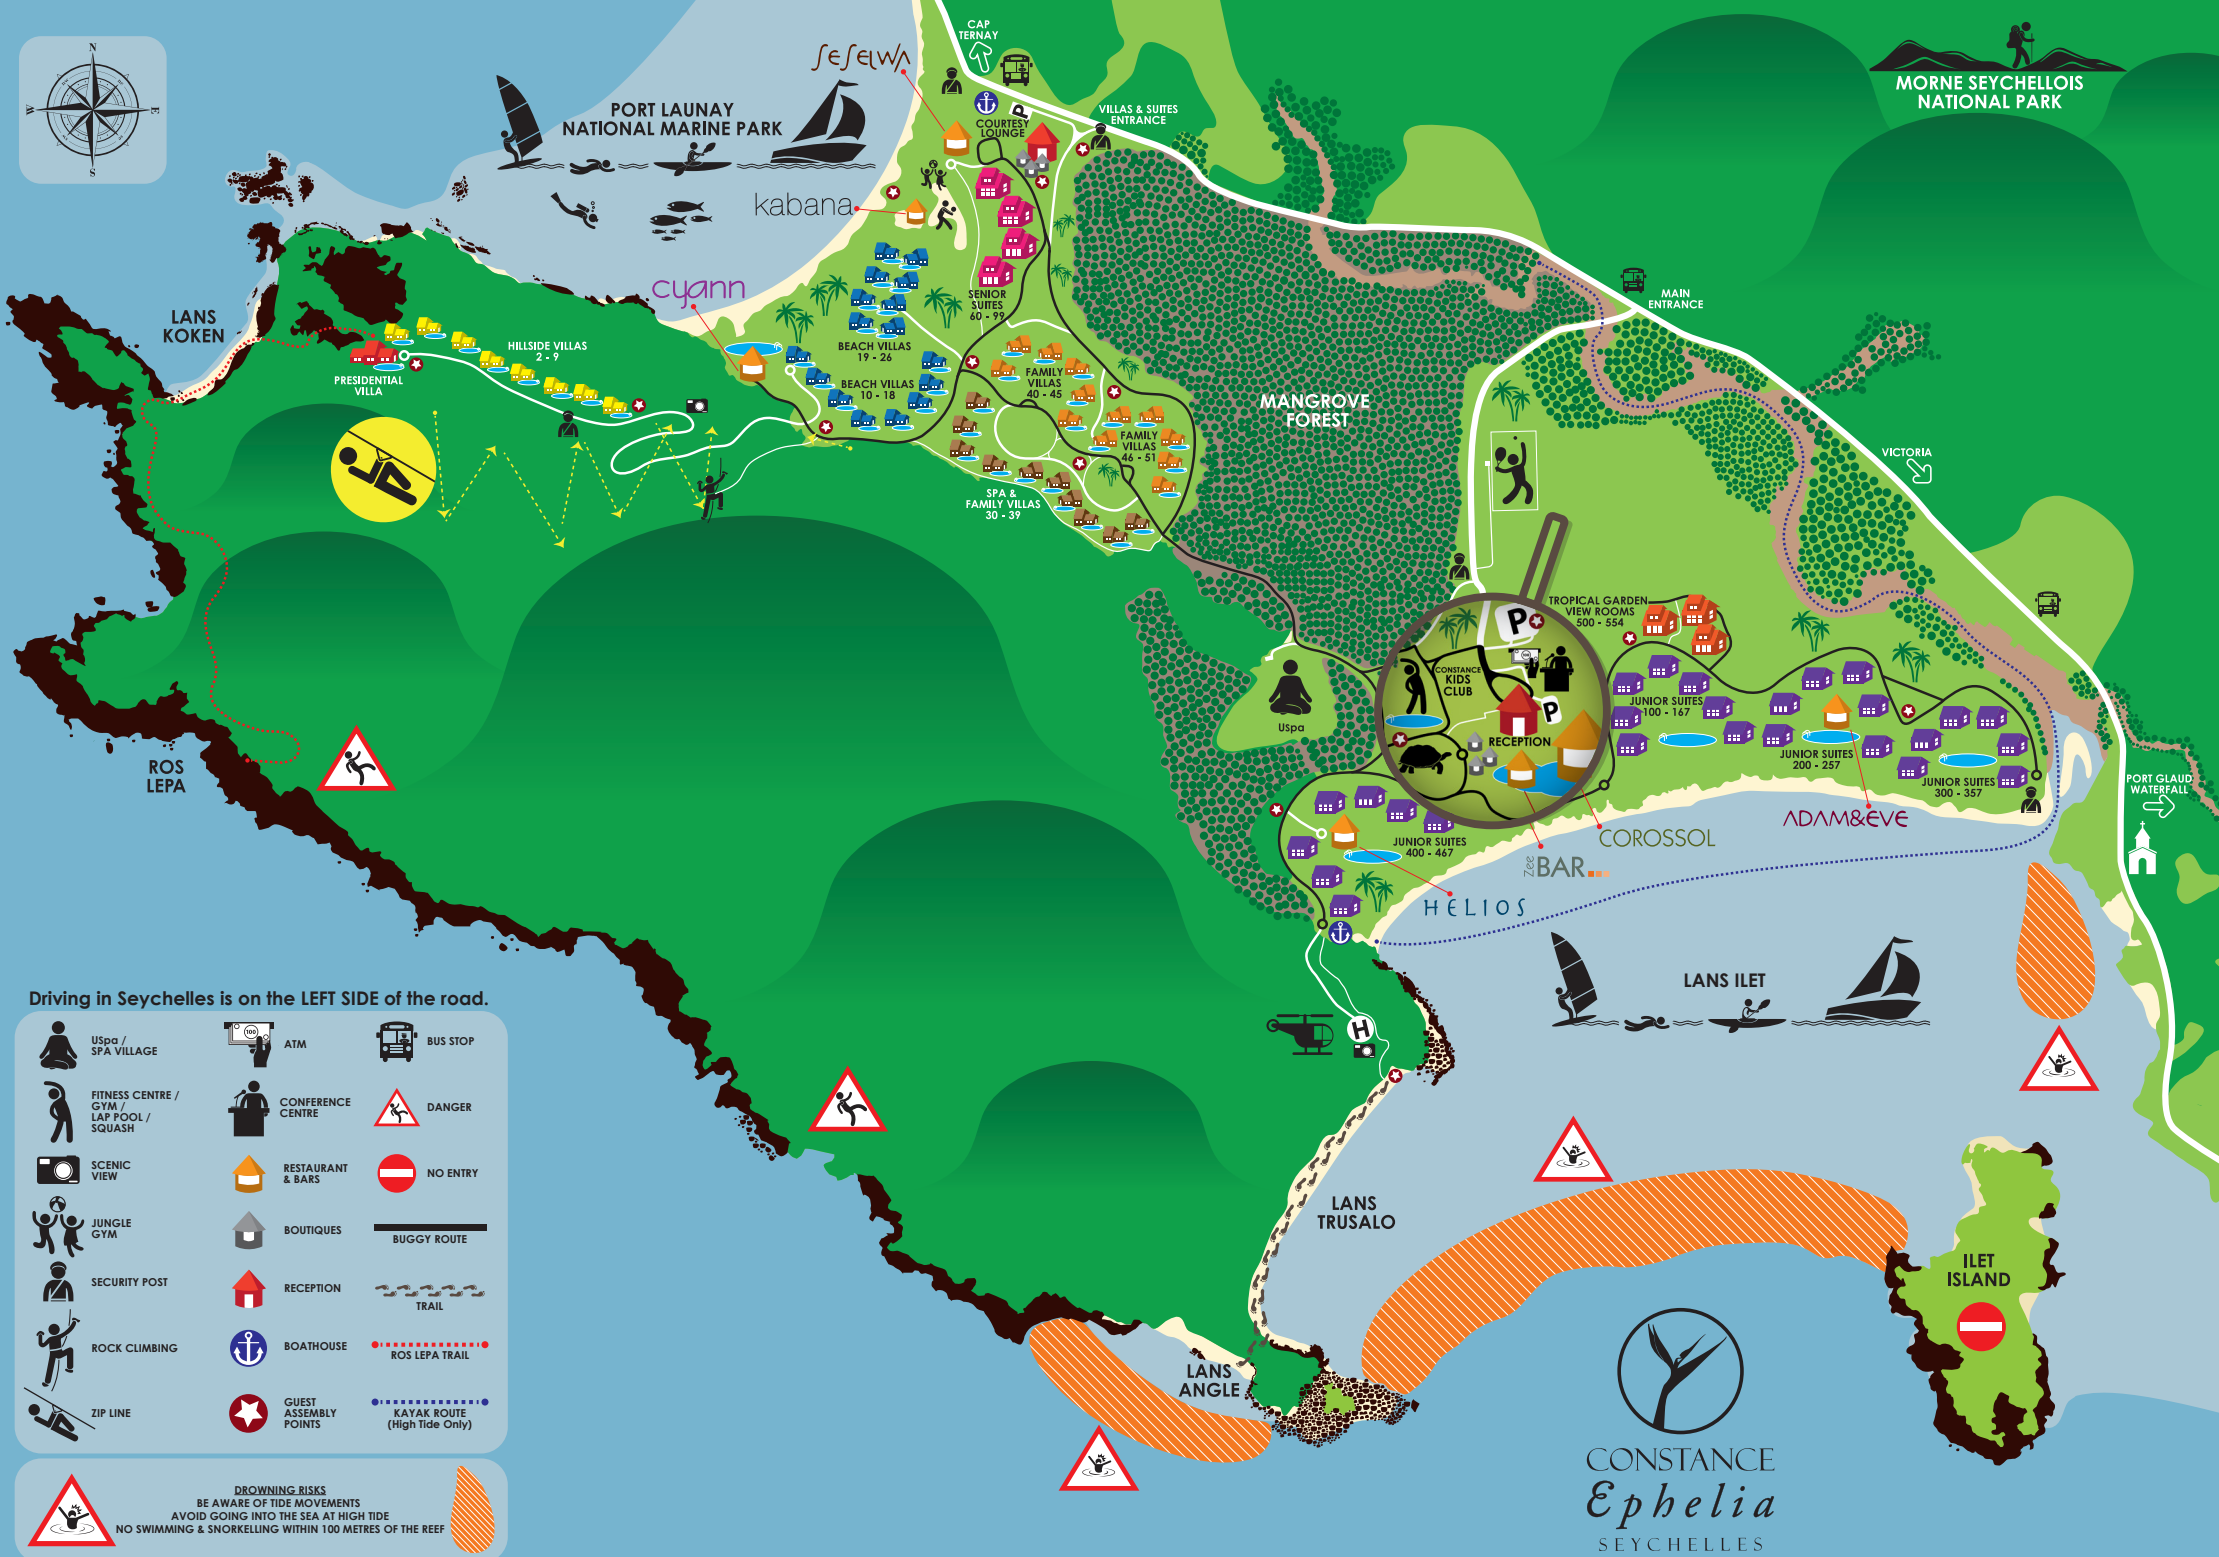 N
E
S
W
SESELWA
PORT LAUNAY
NATIONAL MARINE PARK
kabana
cyann
CAP
TERNAY
COURTESY
LOUNGE
P
VILLAS & SUITES
ENTRANCE
MORNE SEYCHELLOIS
NATIONAL PARK
LANS
KOKEN
PRESIDENTIAL
VILLA
HILLSIDE VILLAS
2 - 9
SENIOR
SUITES
60 - 99
BEACH VILLAS
19 - 26
BEACH VILLAS
10 - 18
FAMILY
VILLAS
40 - 45
FAMILY
VILLAS
46 - 51
SPA &
FAMILY VILLAS
30 - 39
MANGROVE
FOREST
MAIN
ENTRANCE
VICTORIA
TROPICAL GARDEN
VIEW ROOMS
500 - 554
P
CONSTANCE
KIDS
CLUB
100
P
RECEPTION
USpa
JUNIOR SUITES
100 - 167
JUNIOR SUITES
200 - 257
JUNIOR SUITES
300 - 357
JUNIOR SUITES
400 - 467
ADAM&EVE
COROSSOL
Zee BAR
HELIOS
PORT GLAUD
WATERFALL
ROS
LEPA
LANS ILET
H
LANS
TRUSALO
LANS
ANGLE
ILET
ISLAND
Driving in Seychelles is on the LEFT SIDE of the road.
USpa /
SPA VILLAGE
FITNESS CENTRE /
GYM /
LAP POOL /
SQUASH
SCENIC
VIEW
JUNGLE
GYM
SECURITY POST
ROCK CLIMBING
ZIP LINE
100
ATM
CONFERENCE
CENTRE
RESTAURANT
& BARS
BOUTIQUES
RECEPTION
BOATHOUSE
GUEST
ASSEMBLY
POINTS
BUS STOP
DANGER
NO ENTRY
BUGGY ROUTE
TRAIL
ROS LEPA TRAIL
KAYAK ROUTE
(High Tide Only)
DROWNING RISKS
BE AWARE OF TIDE MOVEMENTS
AVOID GOING INTO THE SEA AT HIGH TIDE
NO SWIMMING & SNORKELLING WITHIN 100 METRES OF THE REEF
CONSTANCE
Ephelia
SEYCHELLES